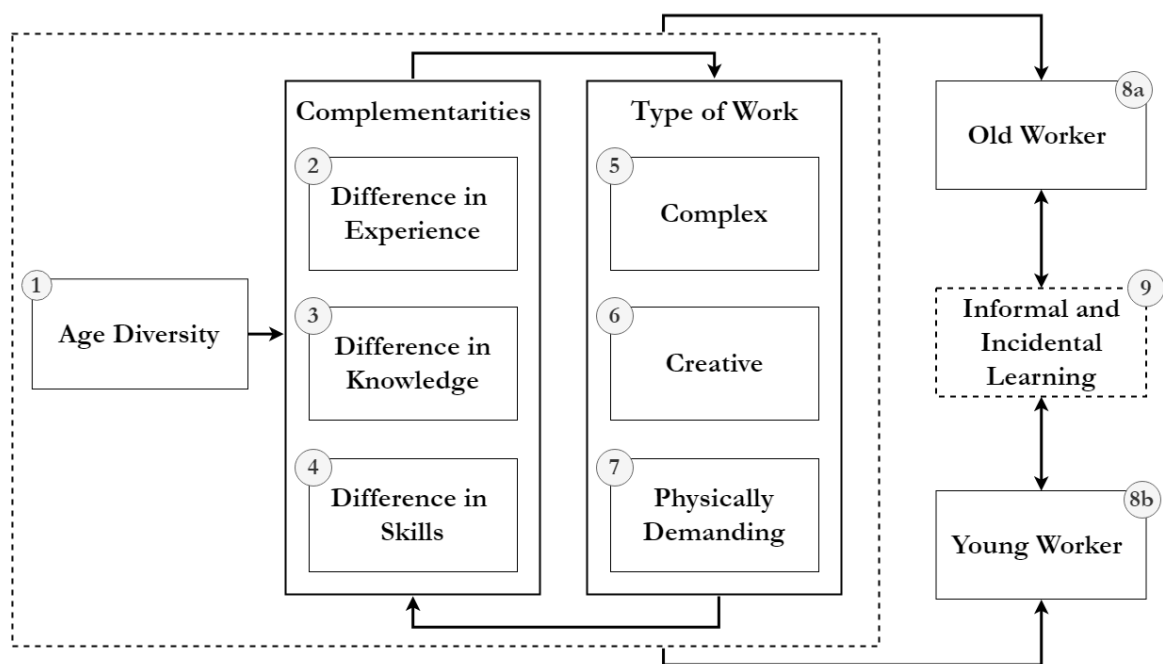 1
Age Diversity
Complementarities
2
Difference in
Experience
3
Difference in
Knowledge
4
Difference in
Skills
Type of Work
5
Complex
6
Creative
7
Physically
Demanding
8a
Old Worker
9
Informal and
Incidental
Learning
8b
Young Worker